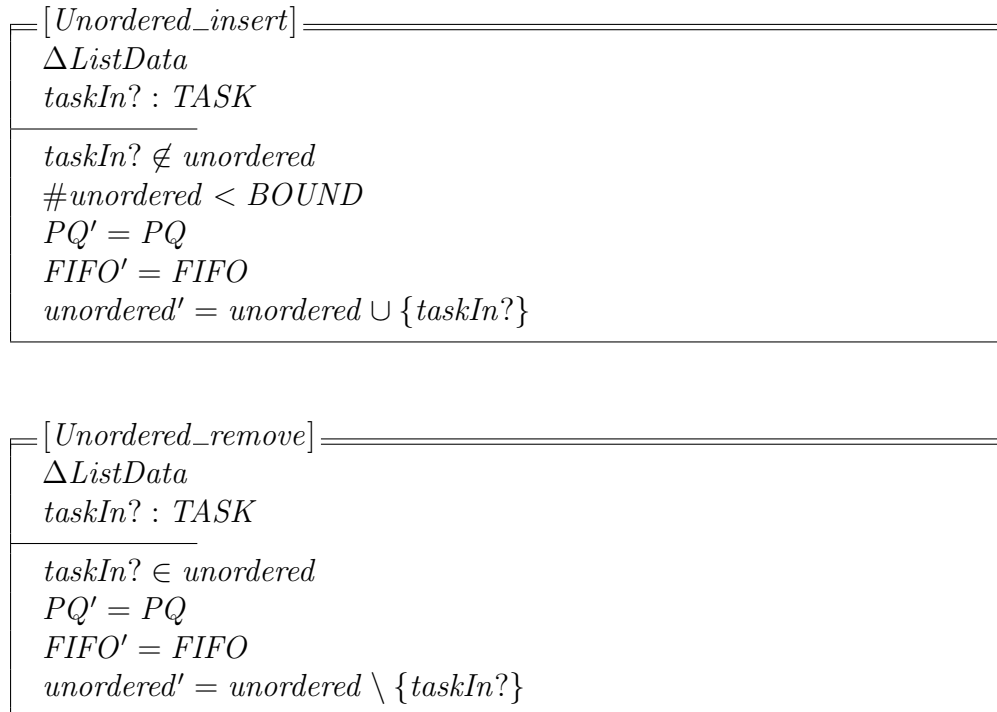 [Unordered_insert]
ΔListData
taskIn? : TASK
taskIn? ∉ unordered
#unordered < BOUND
PQ′ = PQ
FIFO′ = FIFO
unordered′ = unordered ∪ {taskIn?}
[Unordered_remove]
ΔListData
taskIn? : TASK
taskIn? ∈ unordered
PQ′ = PQ
FIFO′ = FIFO
unordered′ = unordered \ {taskIn?}